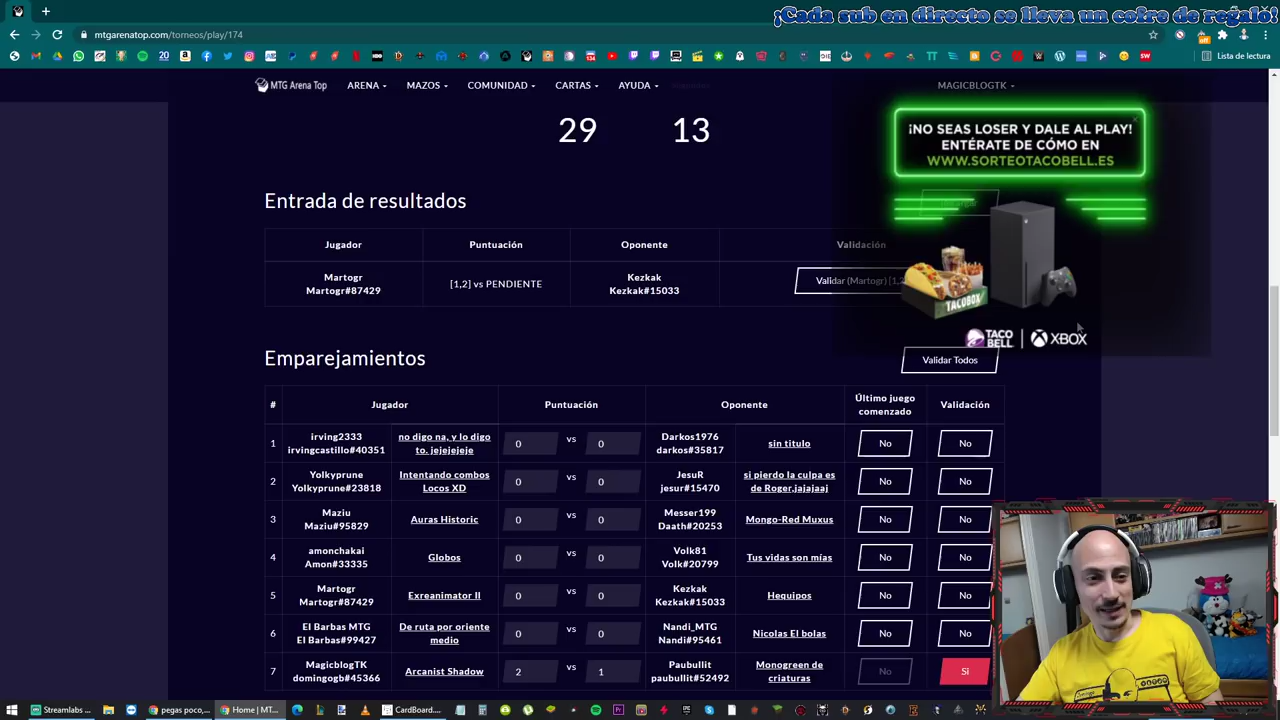 ¡Cada sub en directo se lleva un cofre de regalo!
mtgarenatop.com/torneos/play/174
Lista de lectura
MTG Arena Top ARENA MAZOS COMUNIDAD CARTAS AYUDA MAGICBLOGTK
29 13
¡NO SEAS LOSER Y DALE AL PLAY!
ENTÉRATE DE CÓMO EN
WWW.SORTEOTACOBELL.ES
TACOBOX
TACO BELL | XBOX
Entrada de resultados
Jugador Puntuación Oponente Validación
Martogr
Martogr#87429
[1,2] vs PENDIENTE
Kezkak
Kezkak#15033
Validar (Martogr) [1,2
Emparejamientos
Validar Todos
# Jugador Puntuación Oponente Último juego comenzado Validación
1 irving2333 irvingcastillo#40351 no digo na, y lo digo to. jejejejeje 0 vs 0 Darkos1976 darkos#35817 sin titulo No No
2 Yolkyprune Yolkyprune#23818 Intentando combos Locos XD 0 vs 0 JesuR jesur#15470 si pierdo la culpa es de Roger,jajajaaj No No
3 Maziu Maziu#95829 Auras Historic 0 vs 0 Messer199 Daath#20253 Mongo-Red Muxus No No
4 amonchakai Amon#33335 Globos 0 vs 0 Volk81 Volk#20799 Tus vidas son mías No No
5 Martogr Martogr#87429 Exreanimator II 0 vs 0 Kezkak Kezkak#15033 Hequipos No No
6 El Barbas MTG El Barbas#99427 De ruta por oriente medio 0 vs 0 Nandi_MTG Nandi#95461 Nicolas El bolas No No
7 MagicblogTK domingogb#45366 Arcanist Shadow 2 vs 1 Paubullit paubullit#52492 Monogreen de criaturas No Si
Streamlabs pegas poco, Home | MT CardBoard